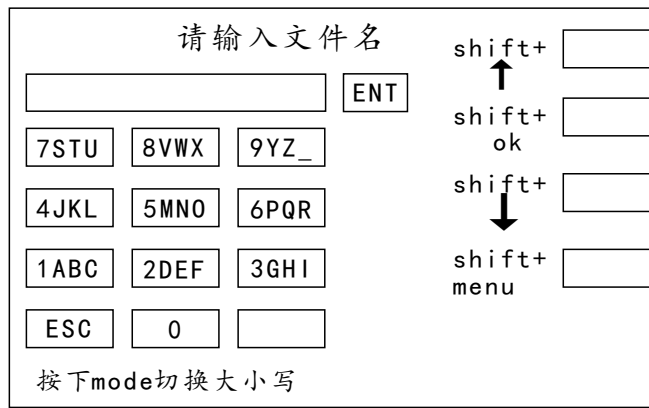 请输入文件名
ENT
7STU 8VWX 9YZ_
4JKL 5MNO 6PQR
1ABC 2DEF 3GHI
ESC 0
按下mode切换大小写
shift+
↑
shift+
ok
shift+
↓
shift+
menu